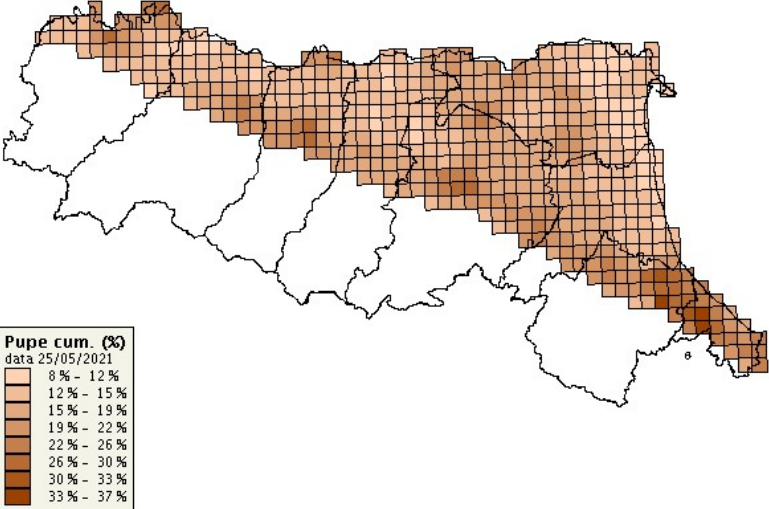 Pupe cum. (%)
data 25/05/2021
8 % - 12 %
12 % - 15 %
15 % - 19 %
19 % - 22 %
22 % - 26 %
26 % - 30 %
30 % - 33 %
33 % - 37 %